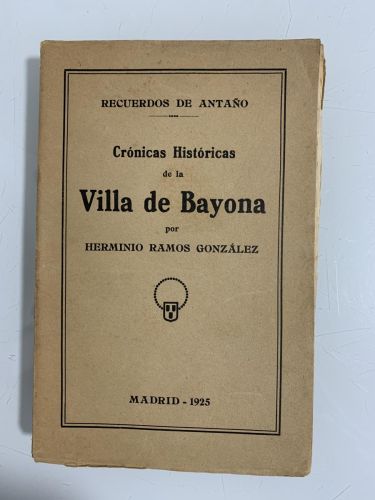 RECUERDOS DE ANTAÑO
Crónicas Históricas
de la
Villa de Bayona
por
HERMINIO RAMOS GONZÁLEZ
MADRID - 1925